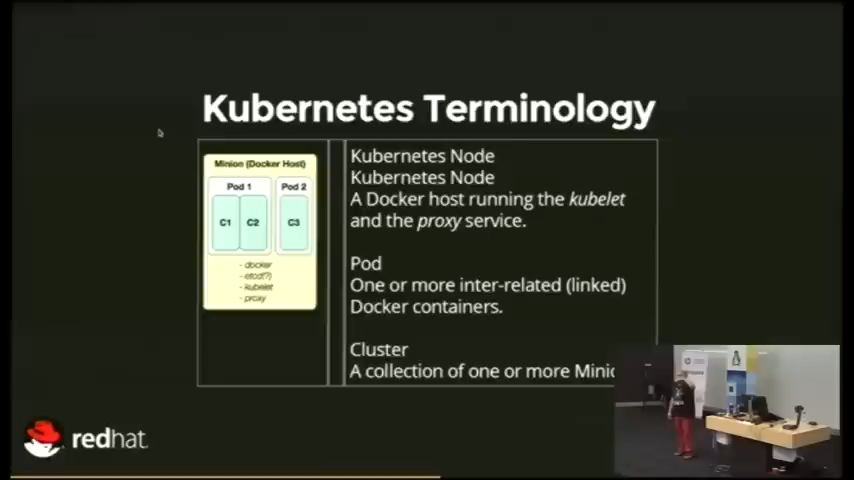 Kubernetes Terminology
Minion (Docker Host)
Pod 1
Pod 2
C1
C2
C3
- docker
- etcd(?)
- kubelet
- proxy
Kubernetes Node
Kubernetes Node
A Docker host running the kubelet
and the proxy service.
Pod
One or more inter-related (linked)
Docker containers.
Cluster
A collection of one or more
redhat.